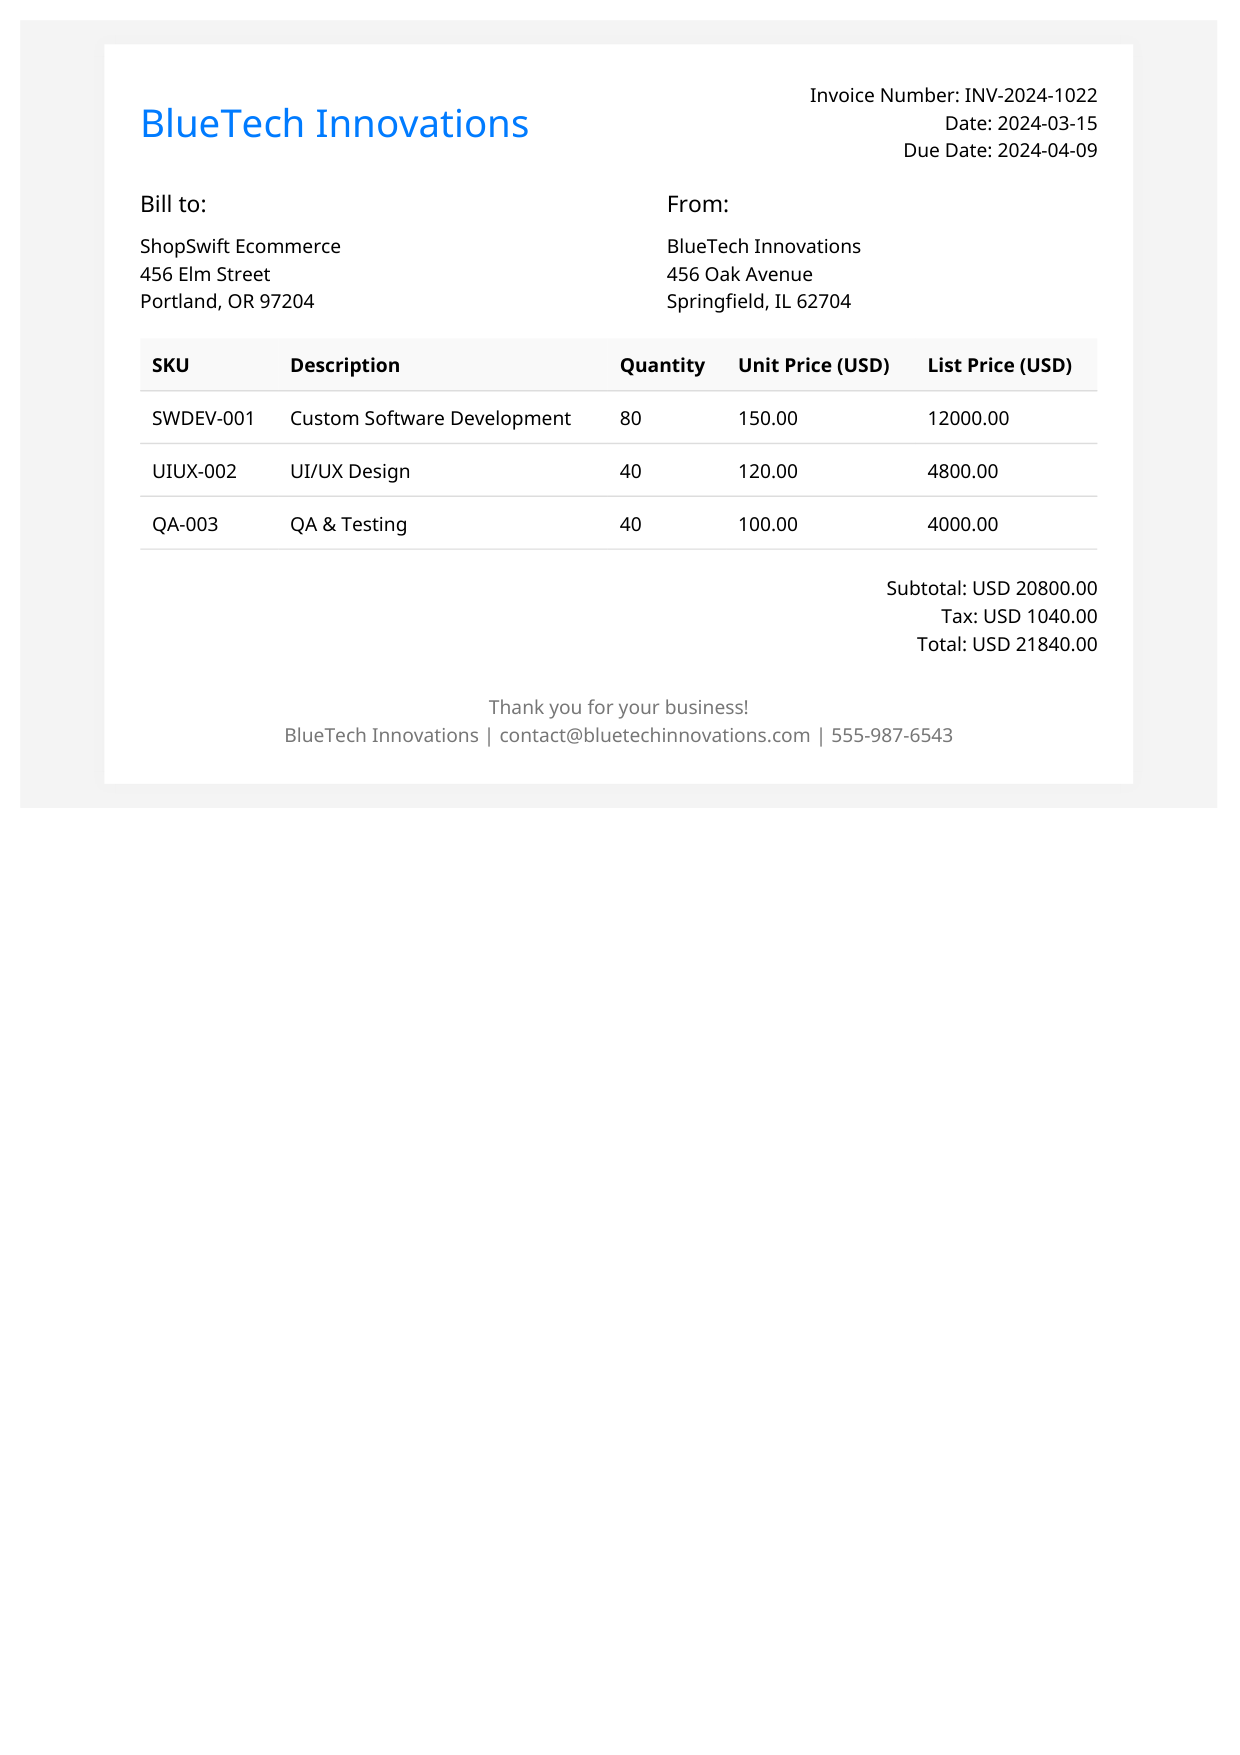 BlueTech Innovations
Invoice Number: INV-2024-1022
Date: 2024-03-15
Due Date: 2024-04-09
Bill to:
ShopSwift Ecommerce
456 Elm Street
Portland, OR 97204
From:
BlueTech Innovations
456 Oak Avenue
Springfield, IL 62704
SKU Description Quantity Unit Price (USD) List Price (USD)
SWDEV-001 Custom Software Development 80 150.00 12000.00
UIUX-002 UI/UX Design 40 120.00 4800.00
QA-003 QA & Testing 40 100.00 4000.00
Subtotal: USD 20800.00
Tax: USD 1040.00
Total: USD 21840.00
Thank you for your business!
BlueTech Innovations | contact@bluetechinnovations.com | 555-987-6543